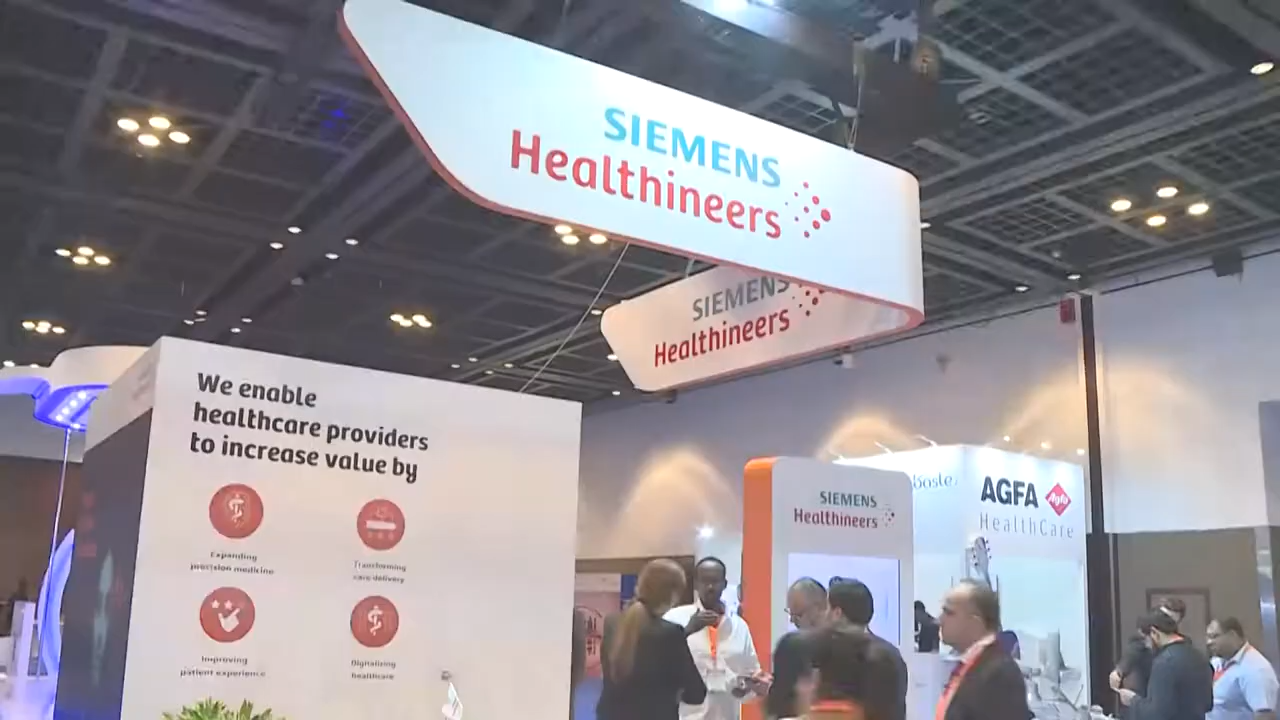 SIEMENS
Healthineers
SIEMENS
Healthineers
We enable
healthcare providers
to increase value by
Expanding
precision medicine
Transforming
care delivery
Improving
patient experience
Digitalizing
healthcare
SIEMENS
Healthineers
AGFA
Agfa
HealthCare